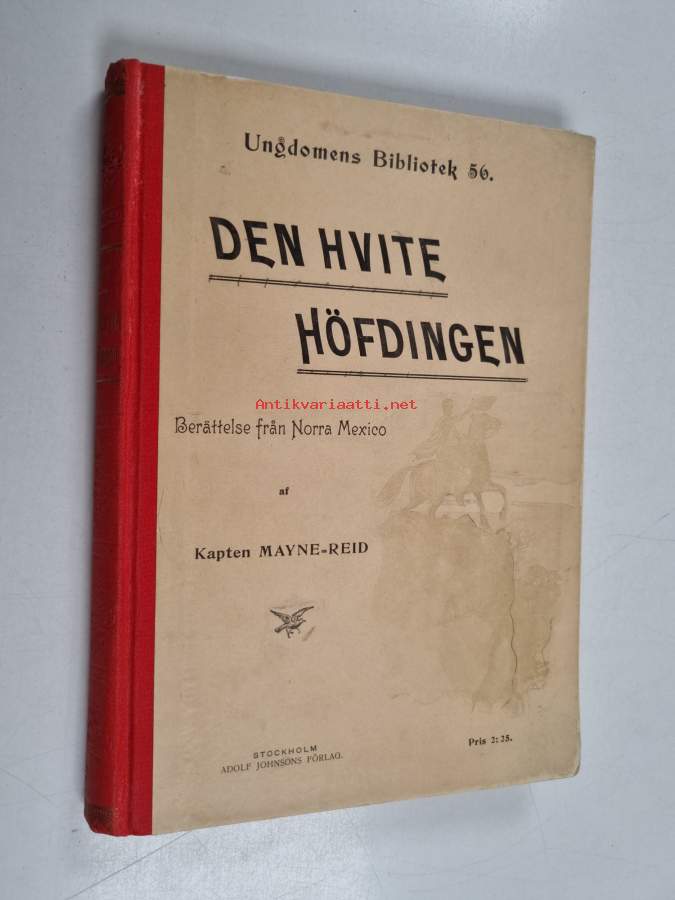 Ungdomens Bibliotek 56.
DEN HVITE
HÖFDINGEN
Antikvariaatti.net
Berättelse från Norra Mexico
af
Kapten MAYNE-REID
STOCKHOLM
ADOLF JOHNSONS FÖRLAG.
Pris 2:25.